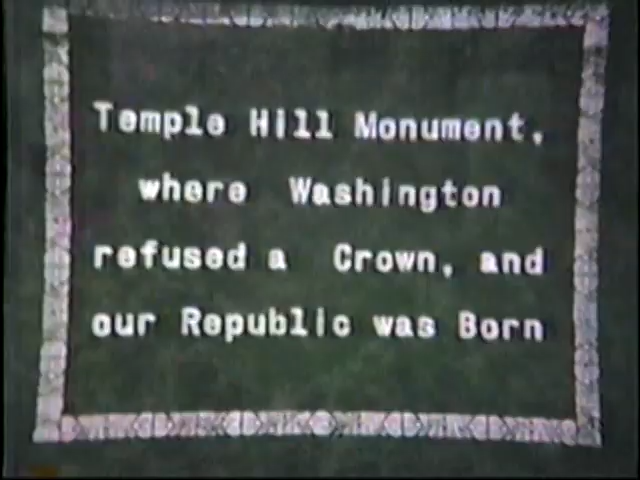 Temple Hill Monument,
where Washington
refused a Crown, and
our Republic was Born